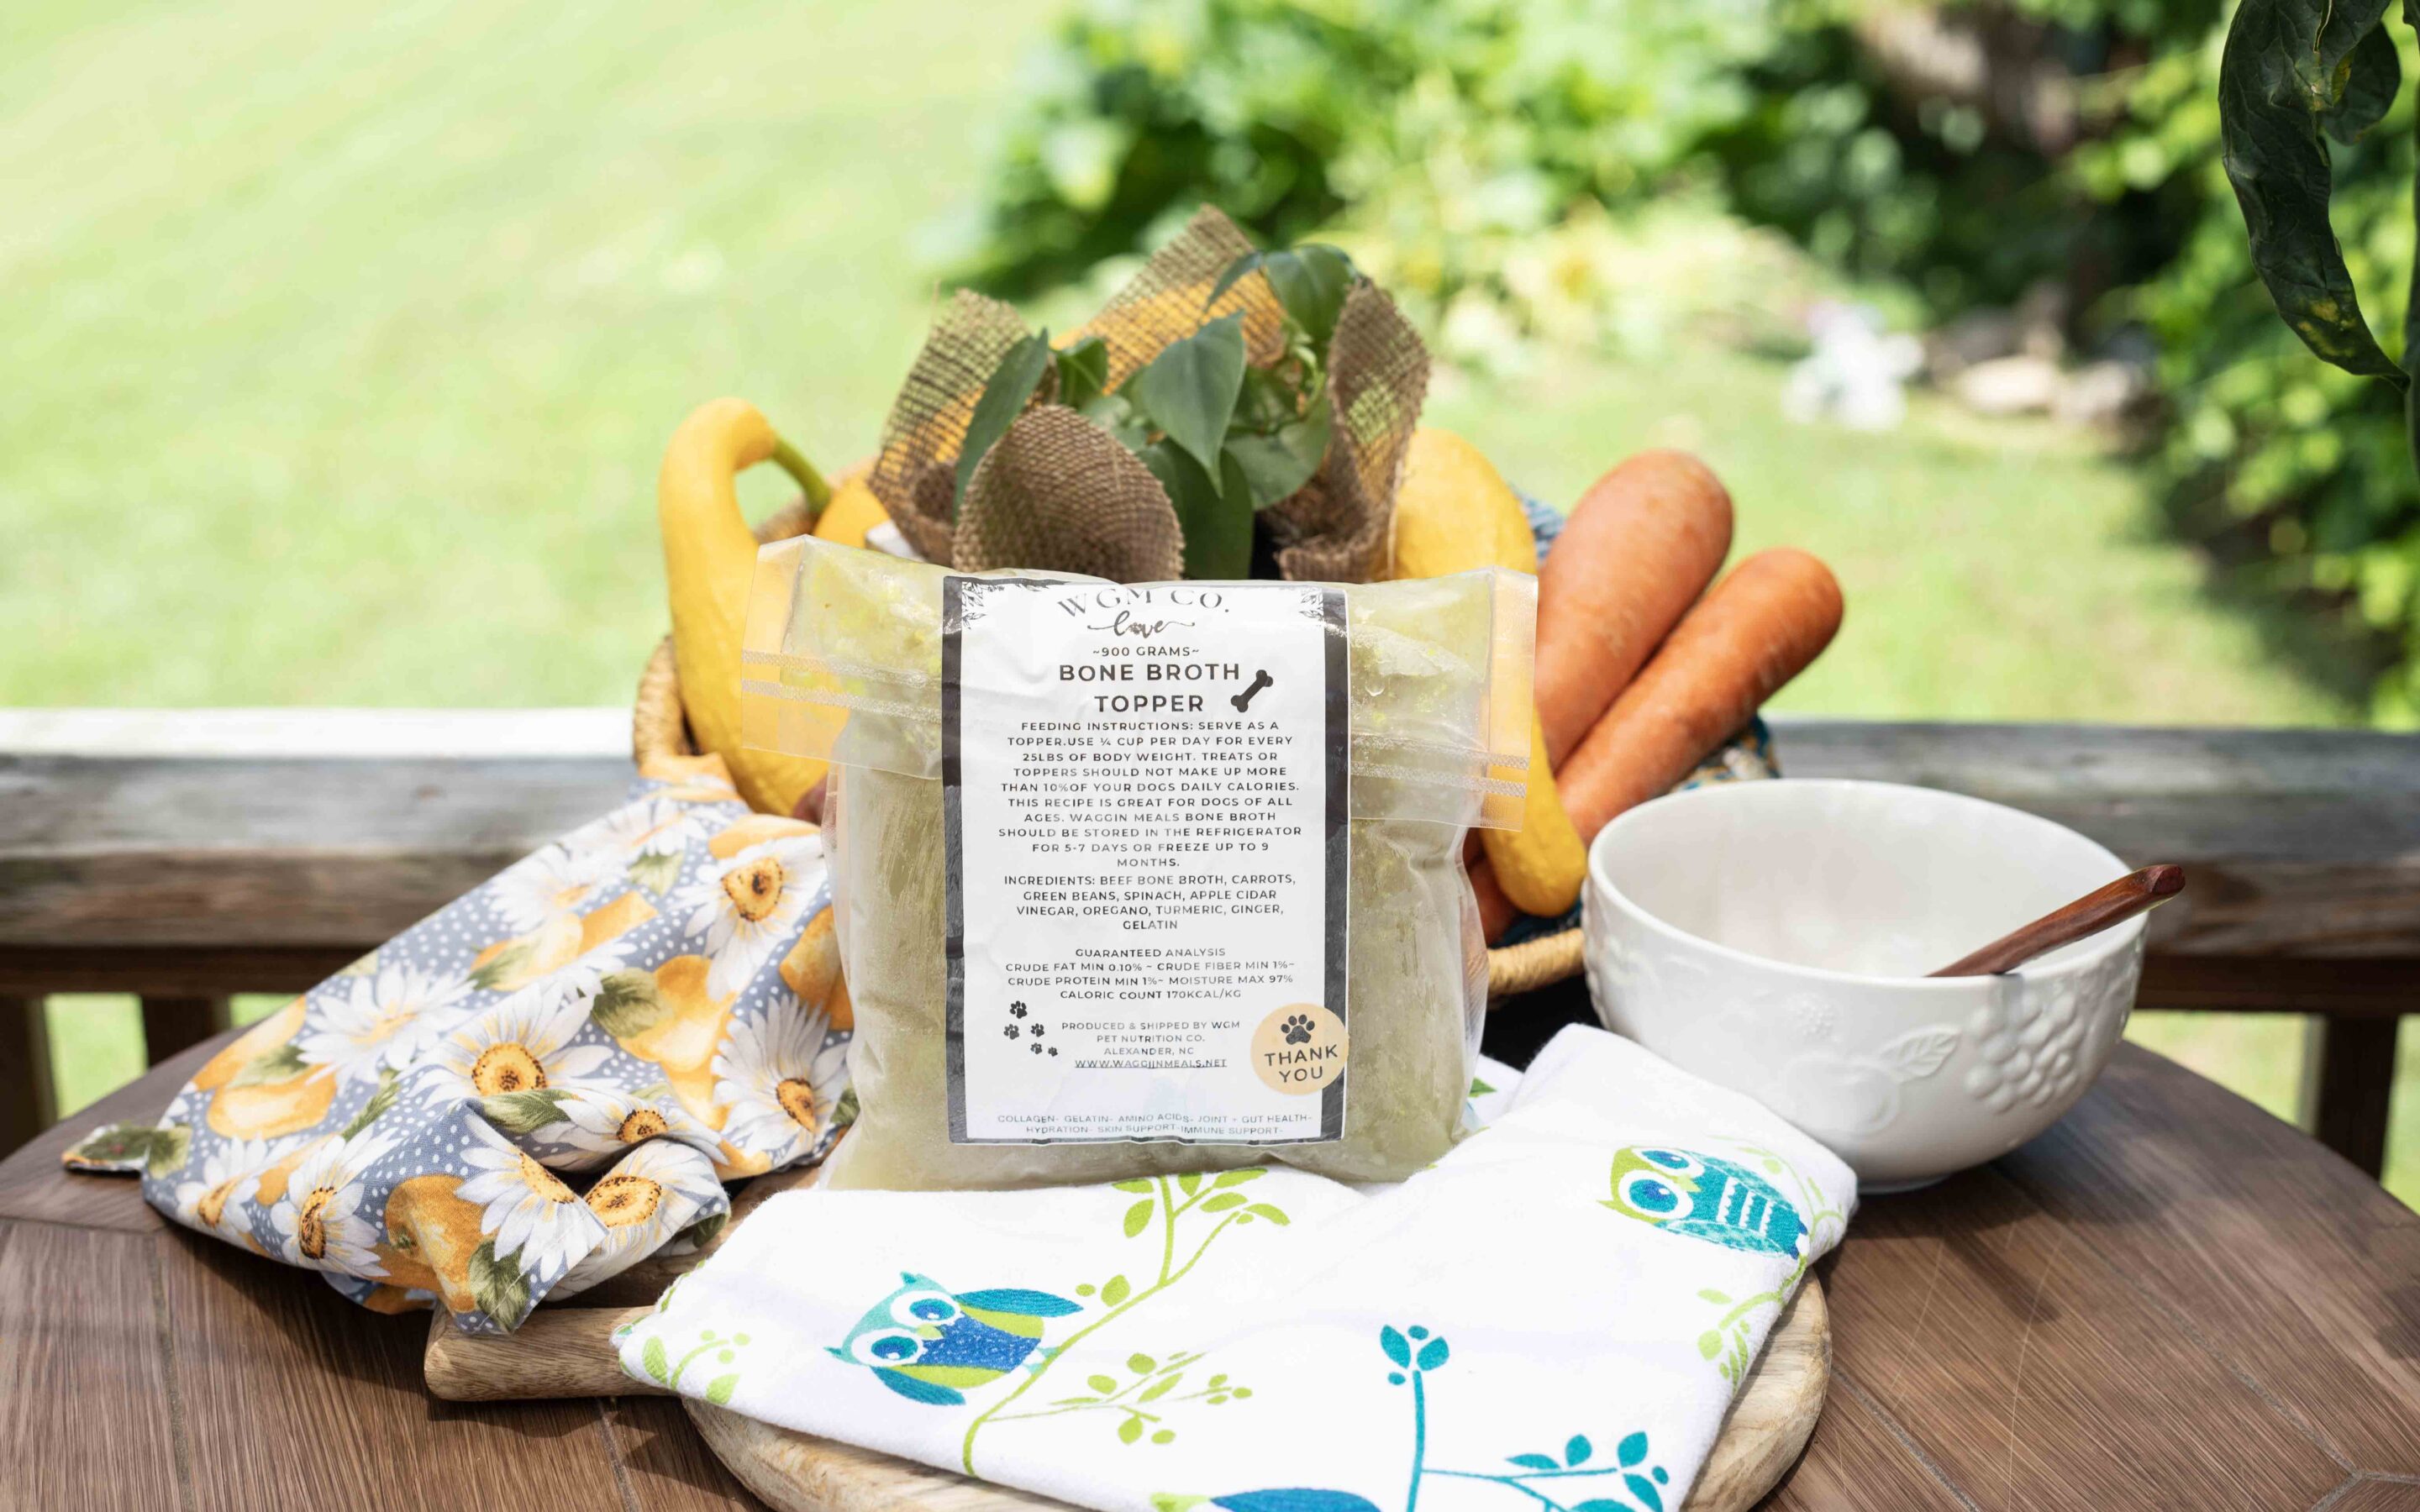 WGM CO.
love
~900 GRAMS~
BONE BROTH
TOPPER
FEEDING INSTRUCTIONS: SERVE AS A
TOPPER.USE ¼ CUP PER DAY FOR EVERY
25LBS OF BODY WEIGHT. TREATS OR
TOPPERS SHOULD NOT MAKE UP MORE
THAN 10%OF YOUR DOGS DAILY CALORIES.
THIS RECIPE IS GREAT FOR DOGS OF ALL
AGES. WAGGIN MEALS BONE BROTH
SHOULD BE STORED IN THE REFRIGERATOR
FOR 5-7 DAYS OR FREEZE UP TO 9
MONTHS.
INGREDIENTS: BEEF BONE BROTH, CARROTS,
GREEN BEANS, SPINACH, APPLE CIDAR
VINEGAR, OREGANO, TURMERIC, GINGER,
GELATIN
GUARANTEED ANALYSIS
CRUDE FAT MIN 0.10% ~ CRUDE FIBER MIN 1%~
CRUDE PROTEIN MIN 1%~ MOISTURE MAX 97%
CALORIC COUNT 170KCAL/KG
PRODUCED & SHIPPED BY WGM
PET NUTRITION CO.
ALEXANDER, NC
WWW.WAGGIINMEALS.NET
THANK
YOU
COLLAGEN- GELATIN- AMINO ACIDS- JOINT + GUT HEALTH-
HYDRATION- SKIN SUPPORT-IMMUNE SUPPORT-